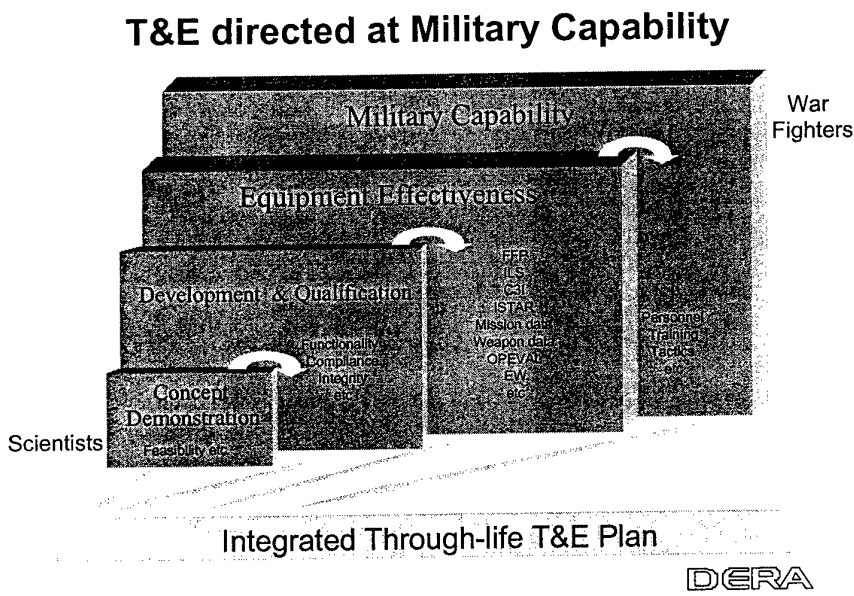 T&E directed at Military Capability
Military Capability
War
Fighters
Equipment Effectiveness
Development & Qualification
FFP
ILS
C3I
ISTAR
Mission data
Weapon data
OPEVAL
EW
etc
Personnel
Training
Tactics
etc
Functionality
Compliance
Integrity
etc
Concept
Demonstration
Feasibility etc
Scientists
Integrated Through-life T&E Plan
DERA